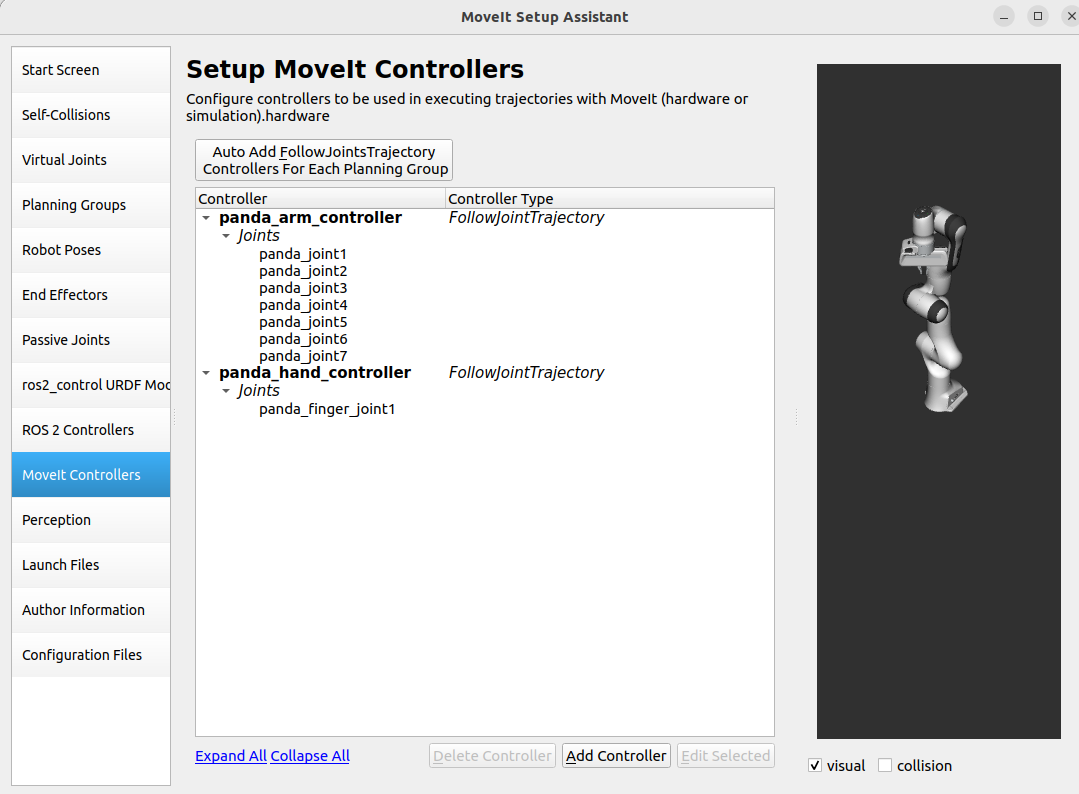 MoveIt Setup Assistant
Start Screen
Self-Collisions
Virtual Joints
Planning Groups
Robot Poses
End Effectors
Passive Joints
ros2_control URDF Moc
ROS 2 Controllers
MoveIt Controllers
Perception
Launch Files
Author Information
Configuration Files
Setup MoveIt Controllers
Configure controllers to be used in executing trajectories with MoveIt (hardware or
simulation).hardware
Auto Add FollowJointsTrajectory
Controllers For Each Planning Group
Controller Controller Type
panda_arm_controller FollowJointTrajectory
Joints
panda_joint1
panda_joint2
panda_joint3
panda_joint4
panda_joint5
panda_joint6
panda_joint7
panda_hand_controller FollowJointTrajectory
Joints
panda_finger_joint1
Expand All Collapse All Delete Controller Add Controller Edit Selected
visual collision